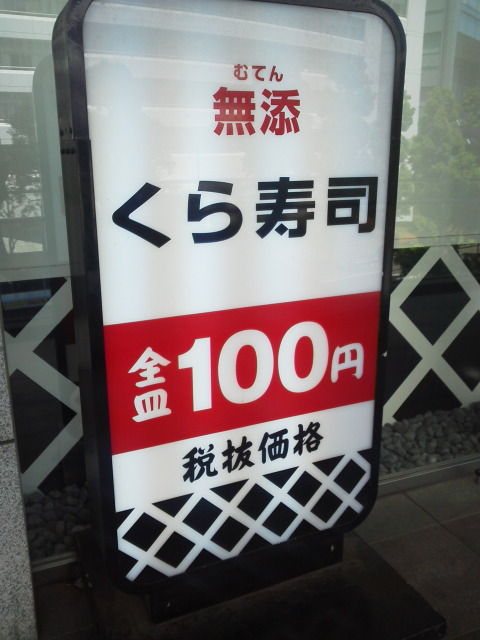 むてん
無添
くら寿司
全皿100円
税抜価格